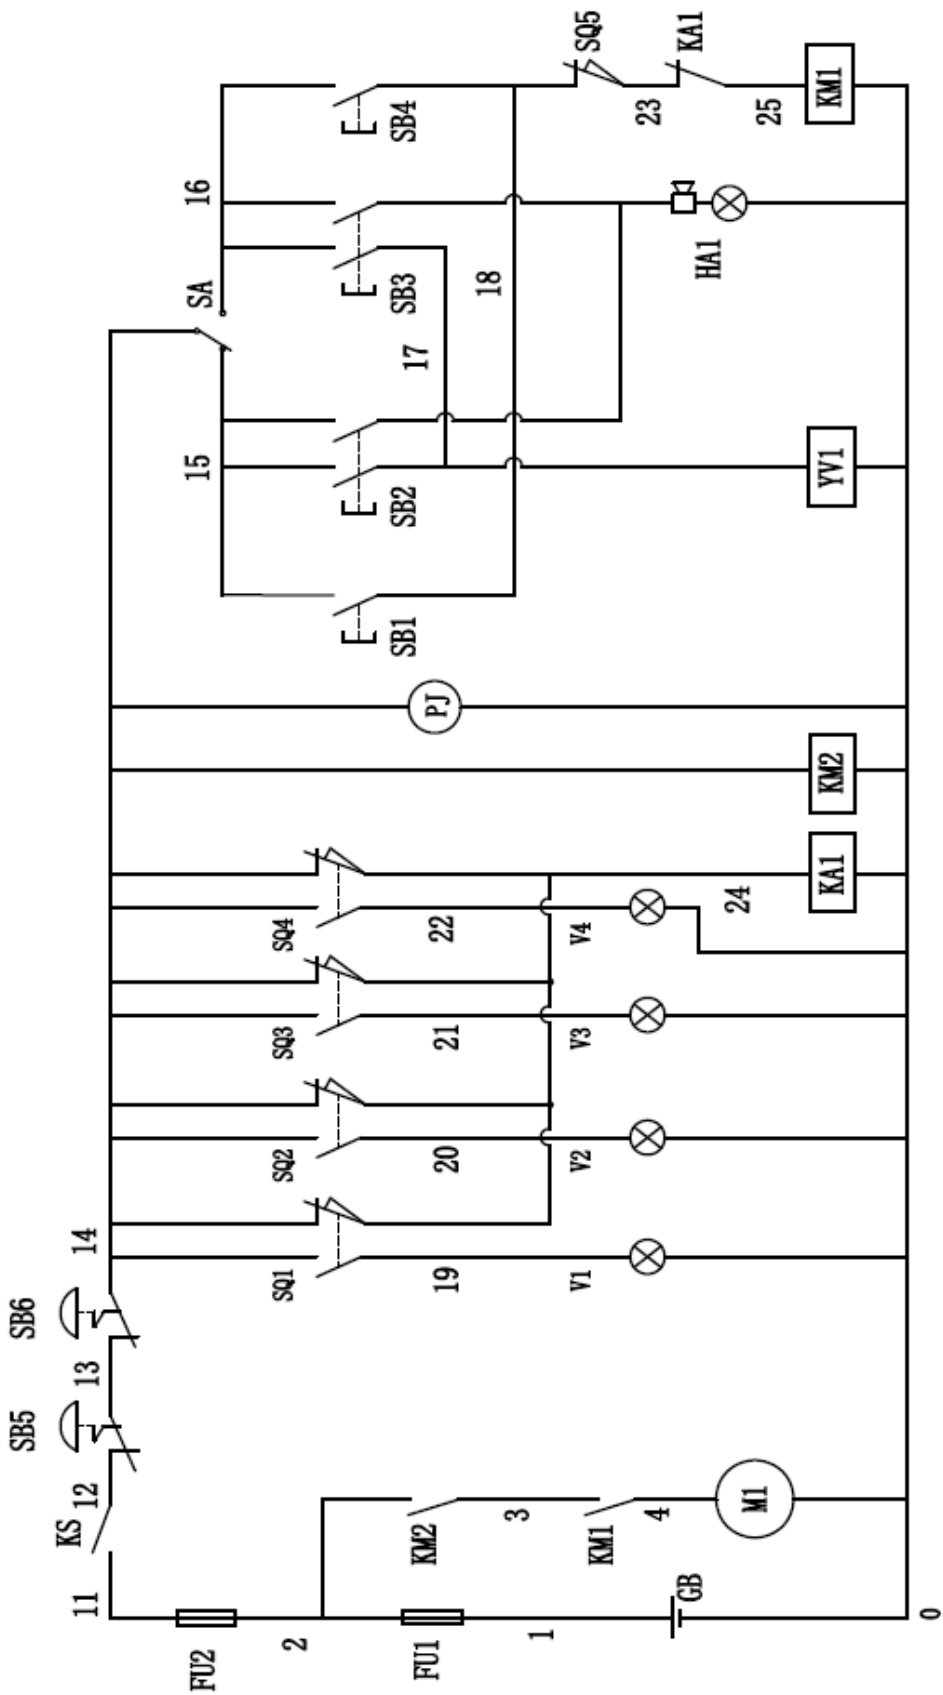 11
KS
12
SB5
13
SB6
14
FU2
2
FU1
1
GB
0
KM2
3
KM1
4
M1
SQ1
19
V1
SQ2
20
V2
SQ3
21
V3
SQ4
22
V4
24
KA1
KM2
PJ
15
SA
16
SB1
SB2
17
SB3
18
SB4
YV1
HA1
SQ5
23
KA1
25
KM1